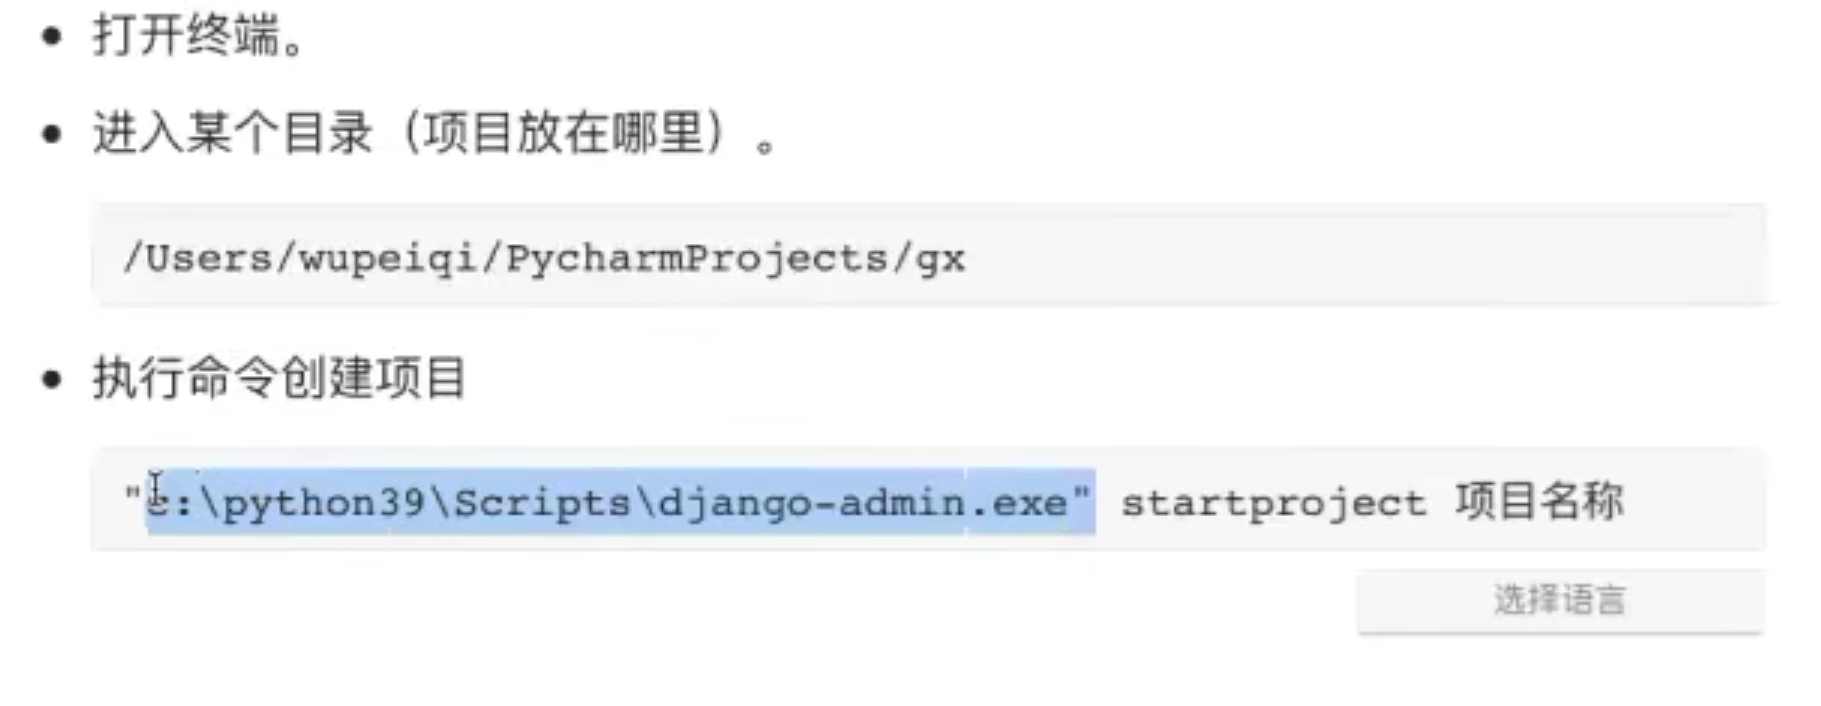 打开终端。
进入某个目录（项目放在哪里）。
/Users/wupeiqi/PycharmProjects/gx
执行命令创建项目
"c:\python39\Scripts\django-admin.exe" startproject 项目名称
选择语言